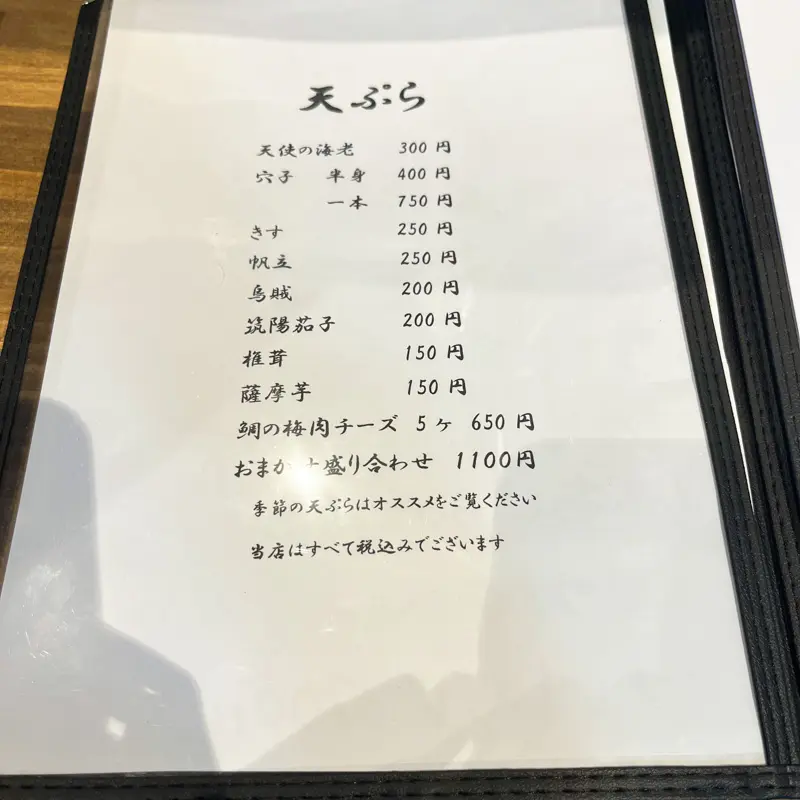 天ぷら
天使の海老 300円
穴子 半身 400円
一本 750円
きす 250円
帆立 250円
烏賊 200円
筑陽茄子 200円
椎茸 150円
薩摩芋 150円
鯛の梅肉チーズ 5ヶ 650円
おまか 盛り合わせ 1100円
季節の天ぷらはオススメをご覧ください
当店はすべて税込みでございます